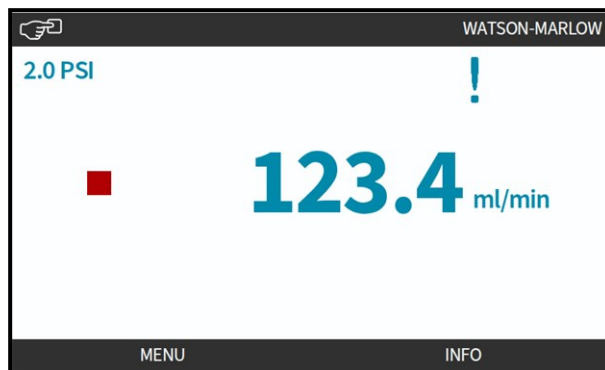 WATSON-MARLOW
2.0 PSI
!
123.4 ml/min
MENU INFO